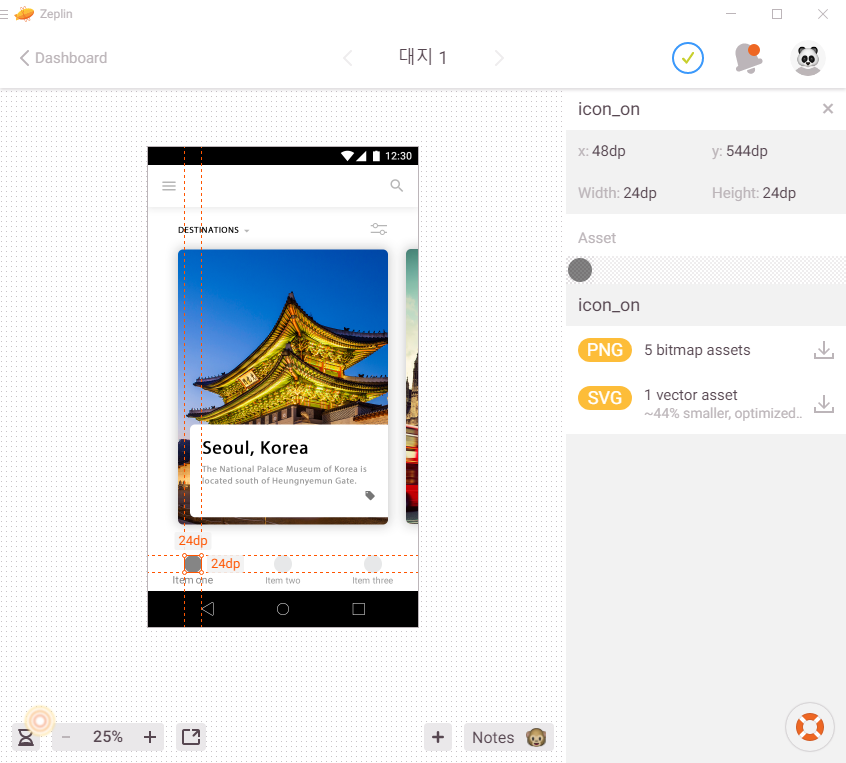 Zeplin
Dashboard
대지 1
icon_on
x: 48dp
y: 544dp
Width: 24dp
Height: 24dp
Asset
icon_on
PNG 5 bitmap assets
SVG 1 vector asset
~44% smaller, optimized..
12:30
DESTINATIONS
Seoul, Korea
The National Palace Museum of Korea is
located south of Heungnyemun Gate.
24dp
24dp
Item one
Item two
Item three
25%
Notes